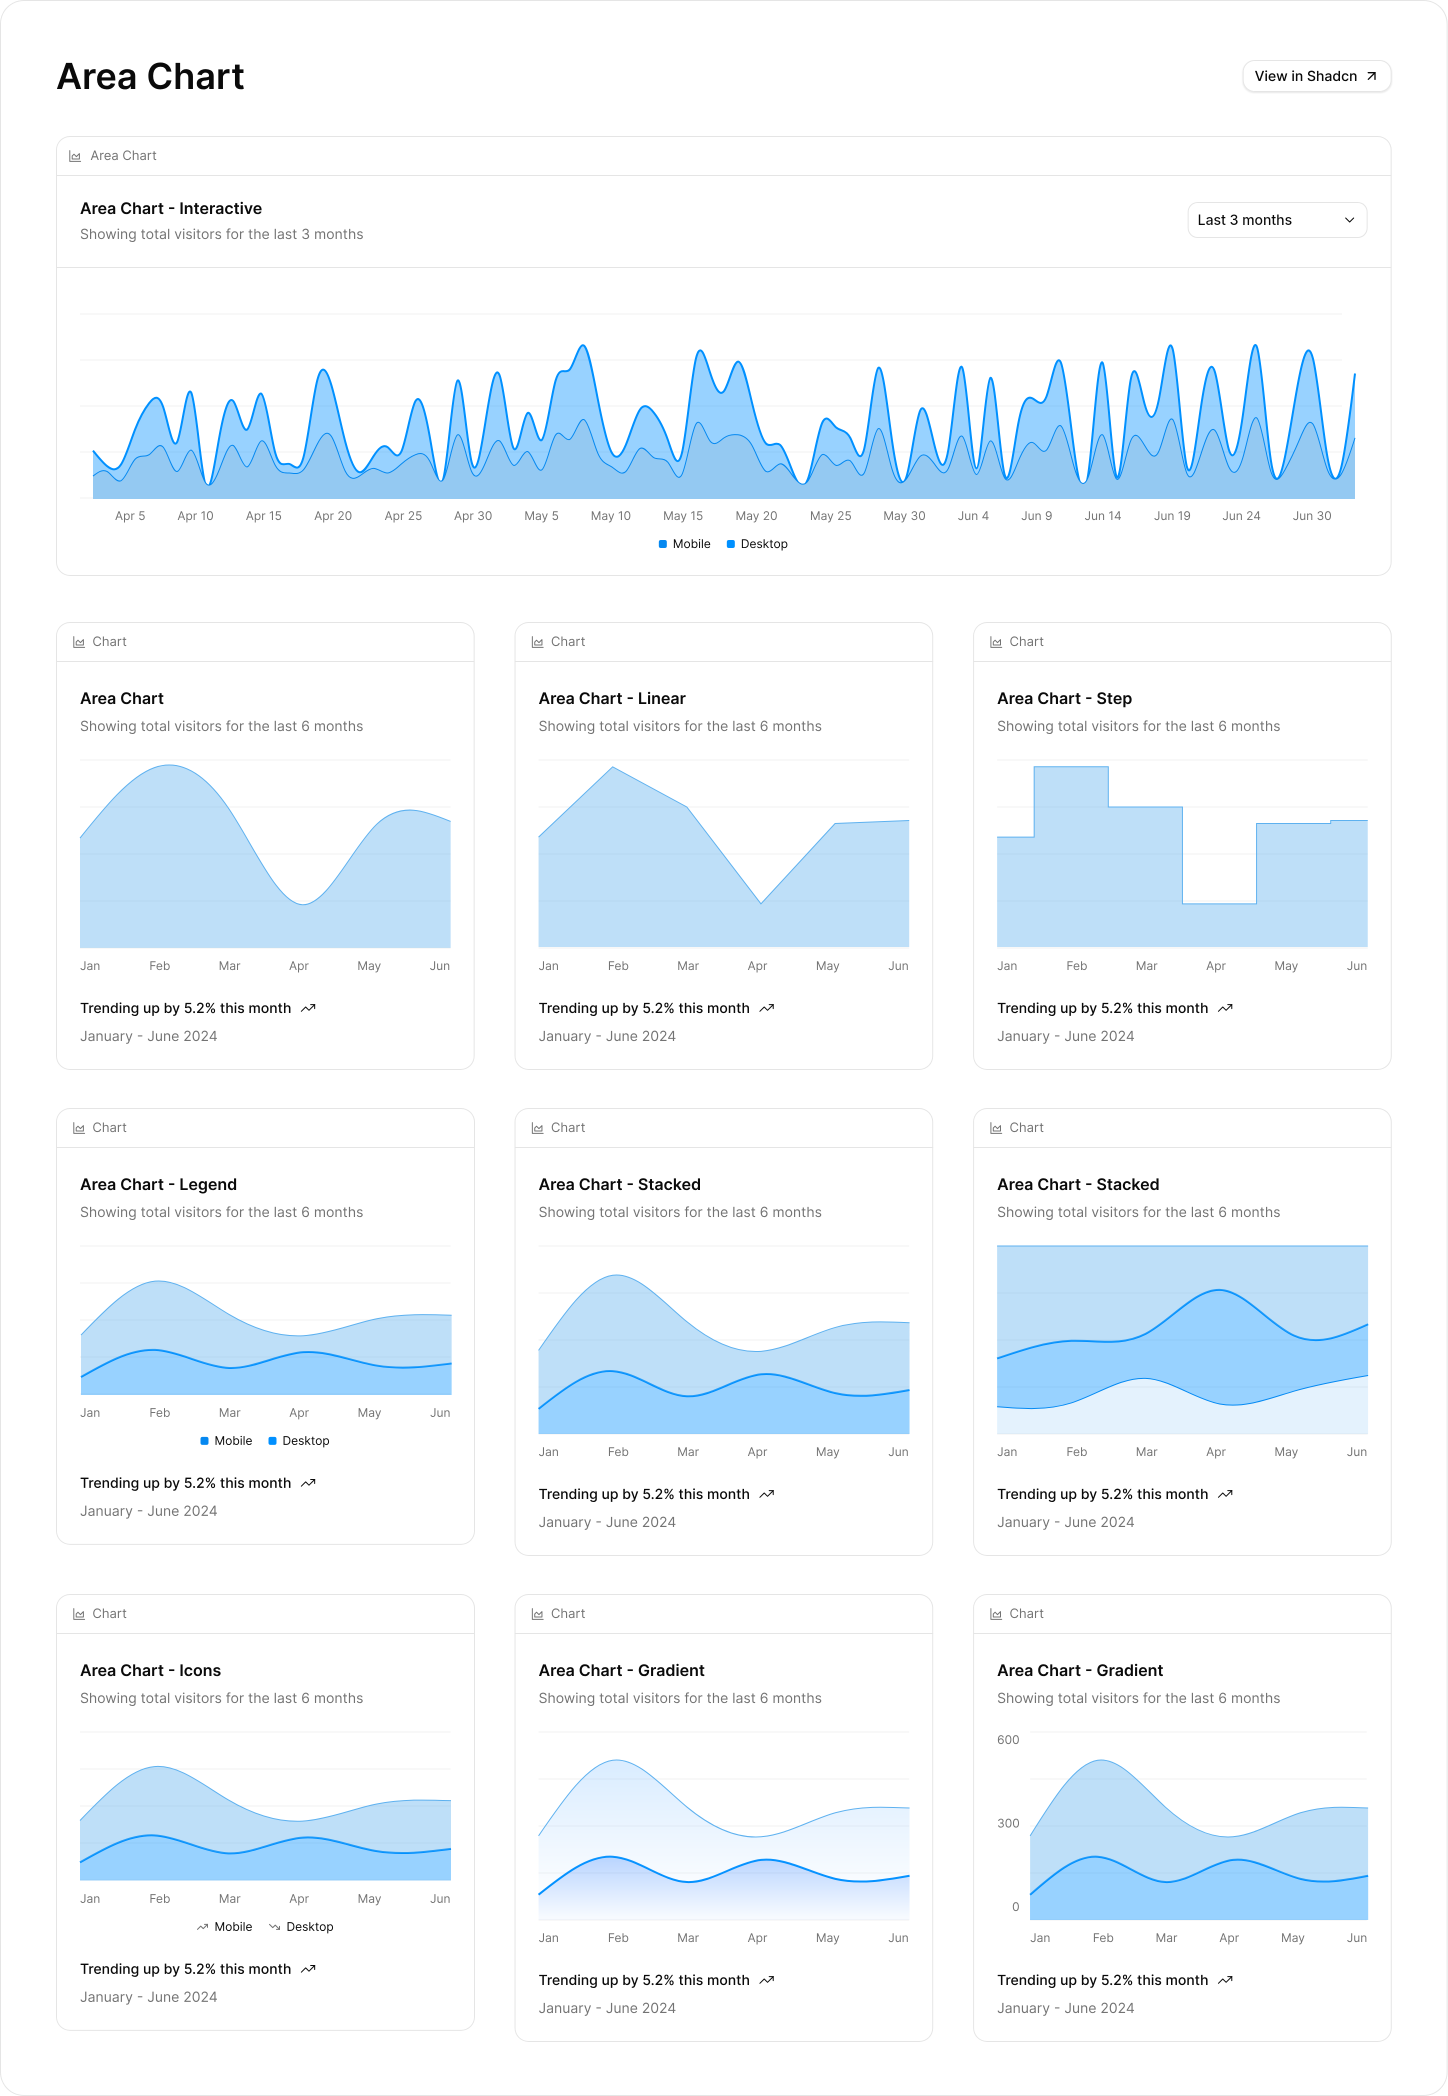 Area Chart
View in Shadcn
Area Chart
Area Chart - Interactive
Showing total visitors for the last 3 months
Last 3 months
Apr 5 Apr 10 Apr 15 Apr 20 Apr 25 Apr 30 May 5 May 10 May 15 May 20 May 25 May 30 Jun 4 Jun 9 Jun 14 Jun 19 Jun 24 Jun 30
Mobile Desktop
Chart
Area Chart
Showing total visitors for the last 6 months
Jan Feb Mar Apr May Jun
Trending up by 5.2% this month
January - June 2024
Chart
Area Chart - Linear
Showing total visitors for the last 6 months
Jan Feb Mar Apr May Jun
Trending up by 5.2% this month
January - June 2024
Chart
Area Chart - Step
Showing total visitors for the last 6 months
Jan Feb Mar Apr May Jun
Trending up by 5.2% this month
January - June 2024
Chart
Area Chart - Legend
Showing total visitors for the last 6 months
Jan Feb Mar Apr May Jun
Mobile Desktop
Trending up by 5.2% this month
January - June 2024
Chart
Area Chart - Stacked
Showing total visitors for the last 6 months
Jan Feb Mar Apr May Jun
Trending up by 5.2% this month
January - June 2024
Chart
Area Chart - Stacked
Showing total visitors for the last 6 months
Jan Feb Mar Apr May Jun
Trending up by 5.2% this month
January - June 2024
Chart
Area Chart - Icons
Showing total visitors for the last 6 months
Jan Feb Mar Apr May Jun
Mobile Desktop
Trending up by 5.2% this month
January - June 2024
Chart
Area Chart - Gradient
Showing total visitors for the last 6 months
Jan Feb Mar Apr May Jun
Trending up by 5.2% this month
January - June 2024
Chart
Area Chart - Gradient
Showing total visitors for the last 6 months
600
300
0
Jan Feb Mar Apr May Jun
Trending up by 5.2% this month
January - June 2024